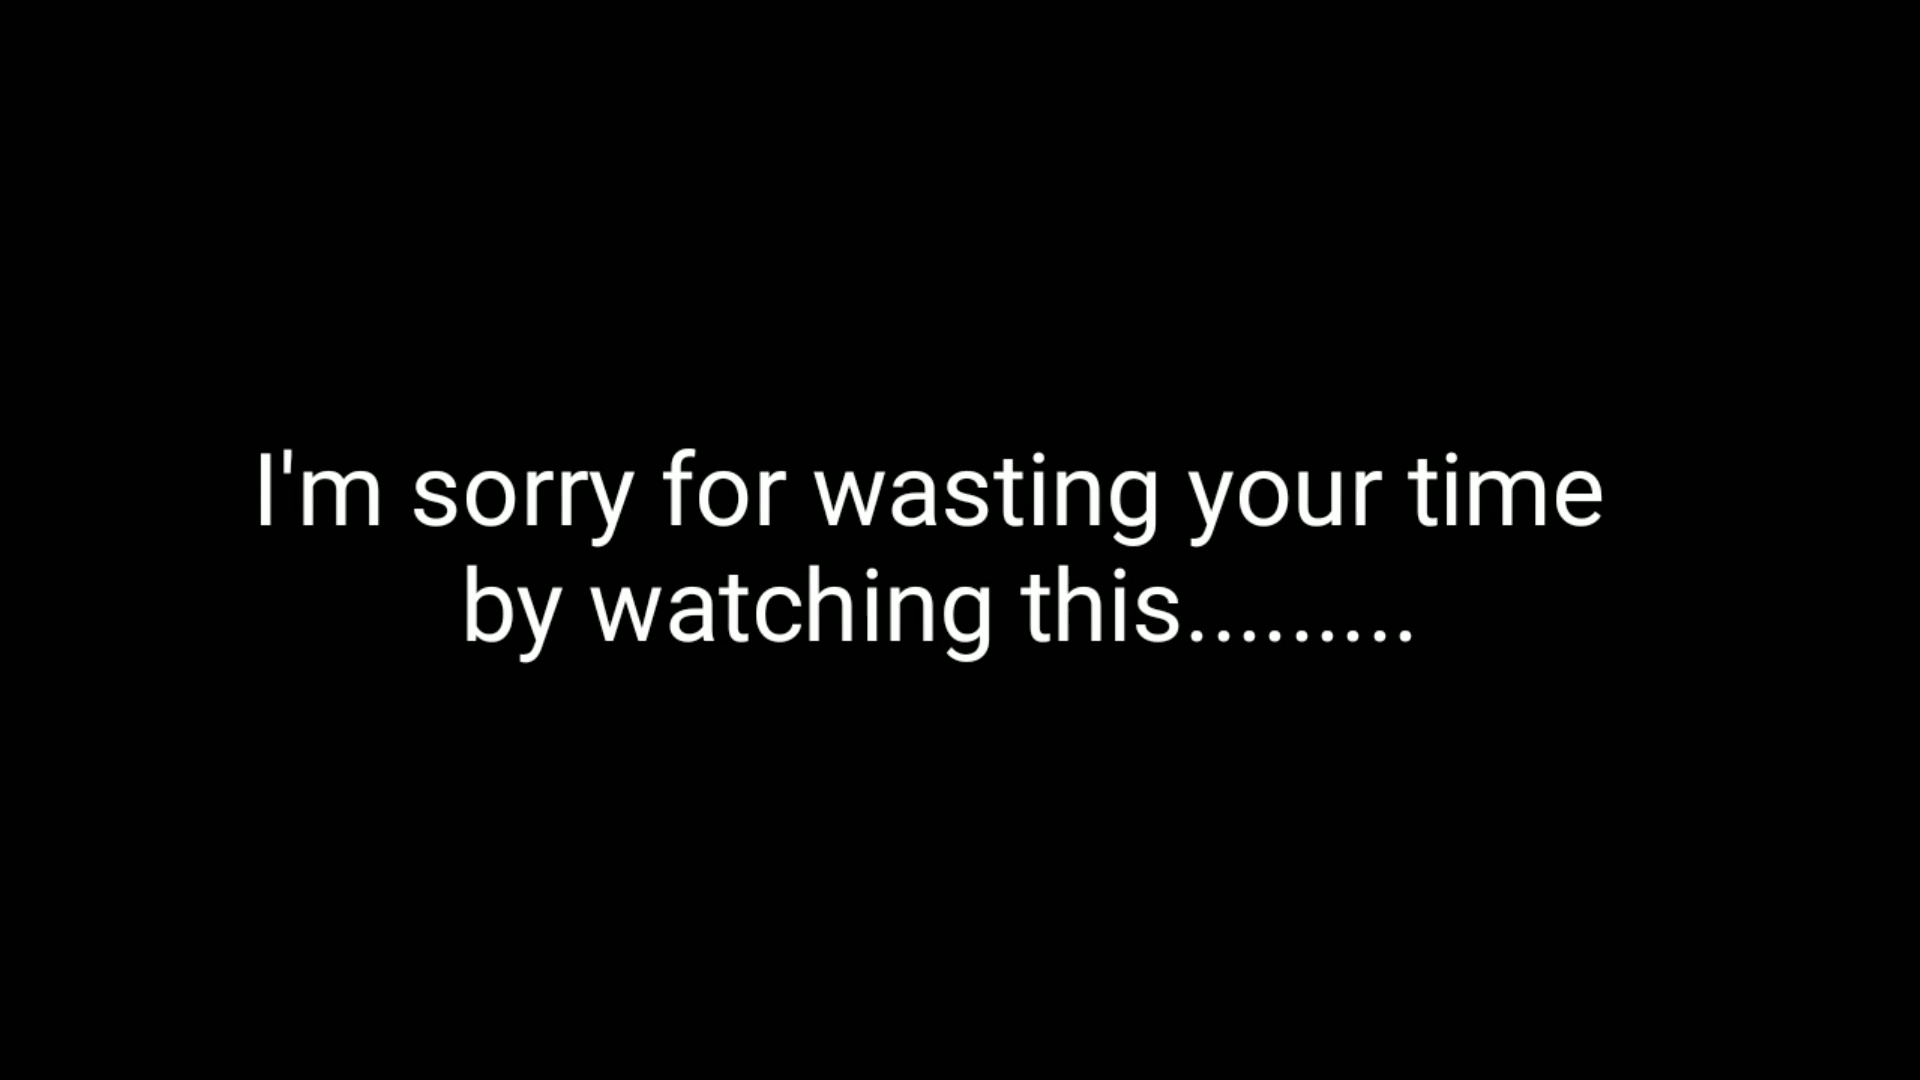 I'm sorry for wasting your time
by watching this.........